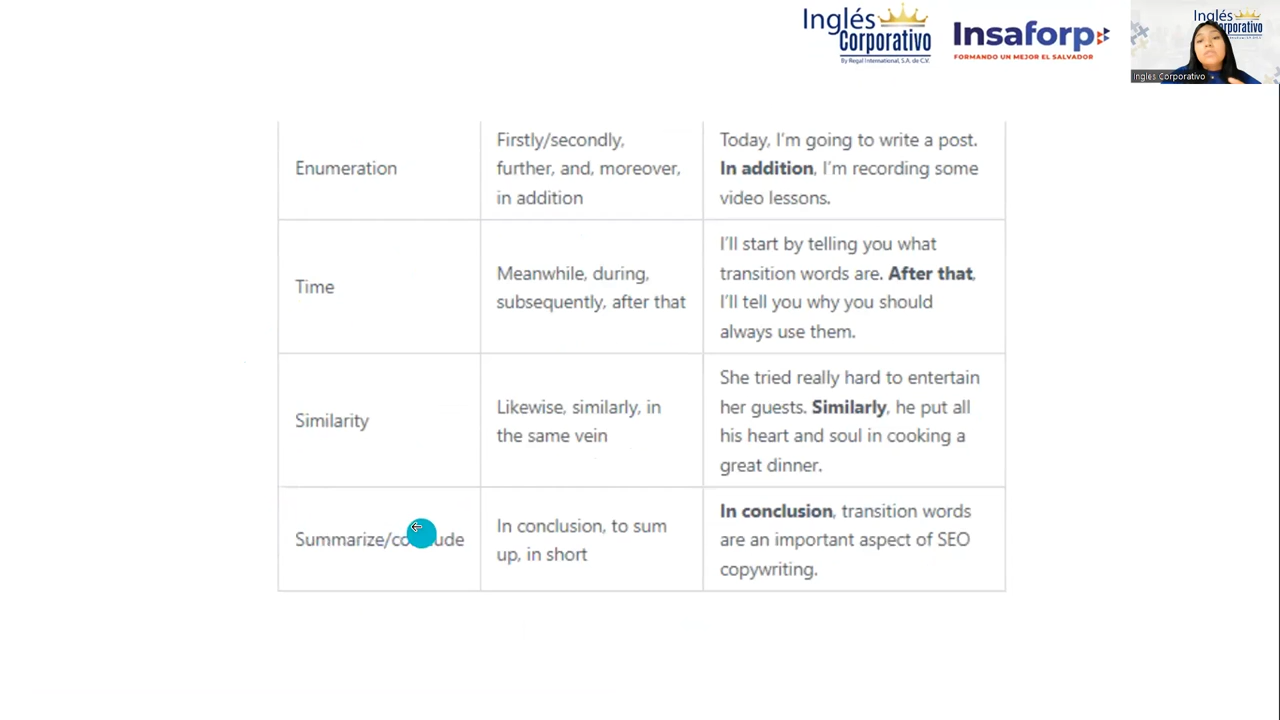 Inglés
Corporativo
By Regal International, S.A. de C.V.
Insaforp
FORMANDO UN MEJOR EL SALVADOR
Inglés
Corporativo
Ingles Corporativo
Enumeration
Firstly/secondly,
further, and, moreover,
in addition
Today, I'm going to write a post.
In addition, I'm recording some
video lessons.
Time
Meanwhile, during,
subsequently, after that
I'll start by telling you what
transition words are. After that,
I'll tell you why you should
always use them.
Similarity
Likewise, similarly, in
the same vein
She tried really hard to entertain
her guests. Similarly, he put all
his heart and soul in cooking a
great dinner.
Summarize/conclude
In conclusion, to sum
up, in short
In conclusion, transition words
are an important aspect of SEO
copywriting.